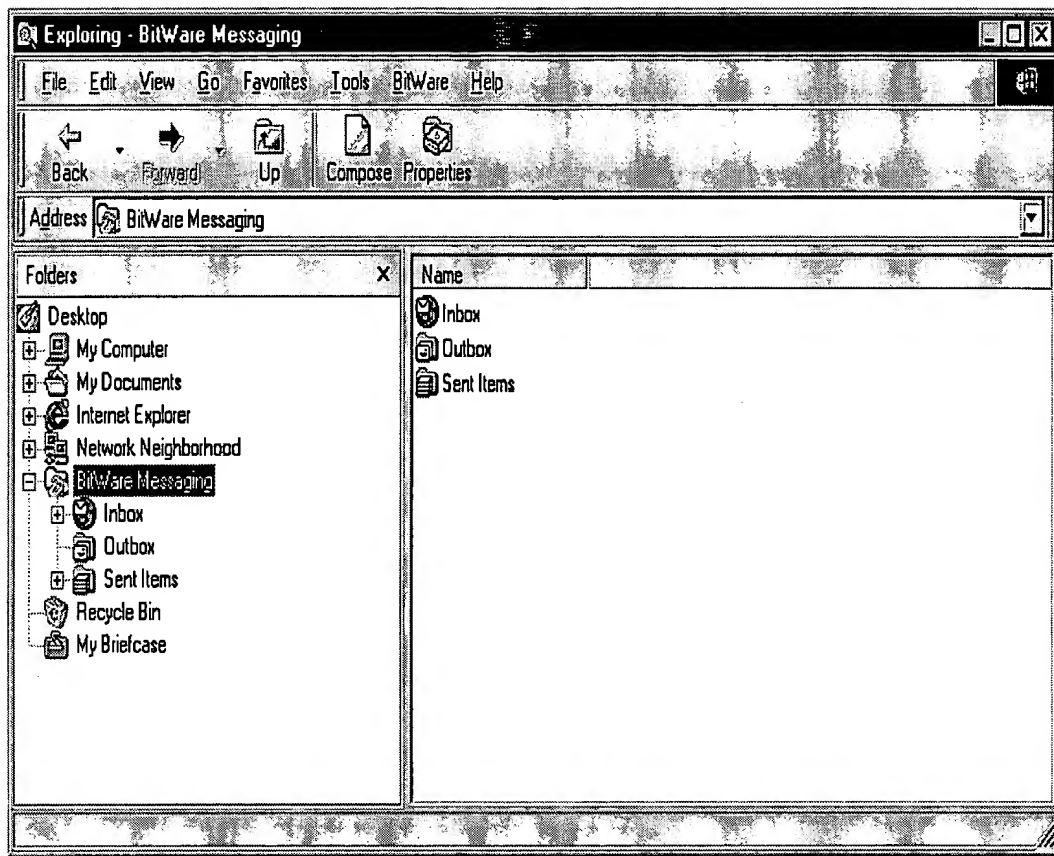 Exploring - BitWare Messaging
File Edit View Go Favorites Tools BitWare Help
Back Forward Up Compose Properties
Address BitWare Messaging
Folders
Desktop
My Computer
My Documents
Internet Explorer
Network Neighborhood
BitWare Messaging
Inbox
Outbox
Sent Items
Recycle Bin
My Briefcase
Name
Inbox
Outbox
Sent Items